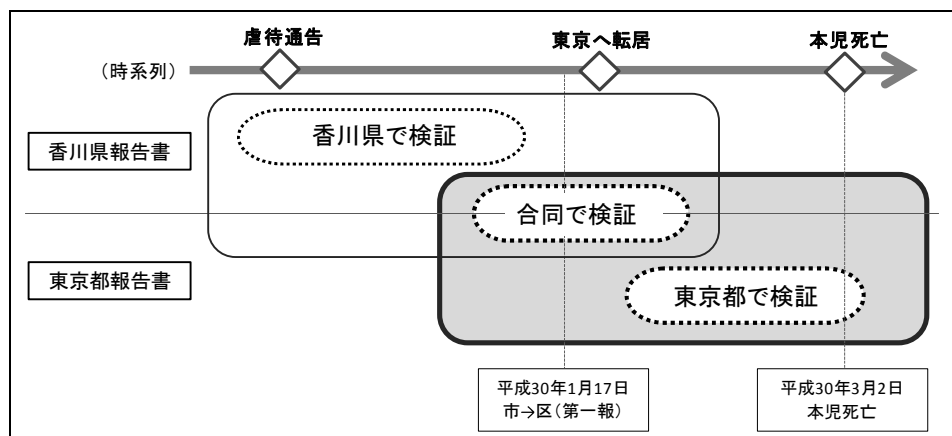 虐待通告
東京へ転居
本児死亡
（時系列）
香川県で検証
香川県報告書
合同で検証
東京都報告書
東京都で検証
平成30年1月17日
市→区（第一報）
平成30年3月2日
本児死亡